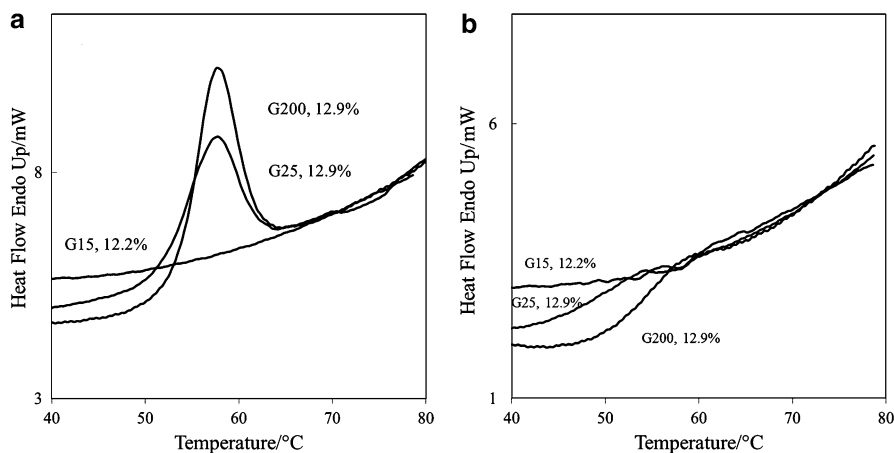 a
Heat Flow Endo Up/mW
8
3
G200, 12.9%
G25, 12.9%
G15, 12.2%
40 50 60 70 80
Temperature/°C
b
Heat Flow Endo Up/mW
6
1
G15, 12.2%
G25, 12.9%
G200, 12.9%
40 50 60 70 80
Temperature/°C